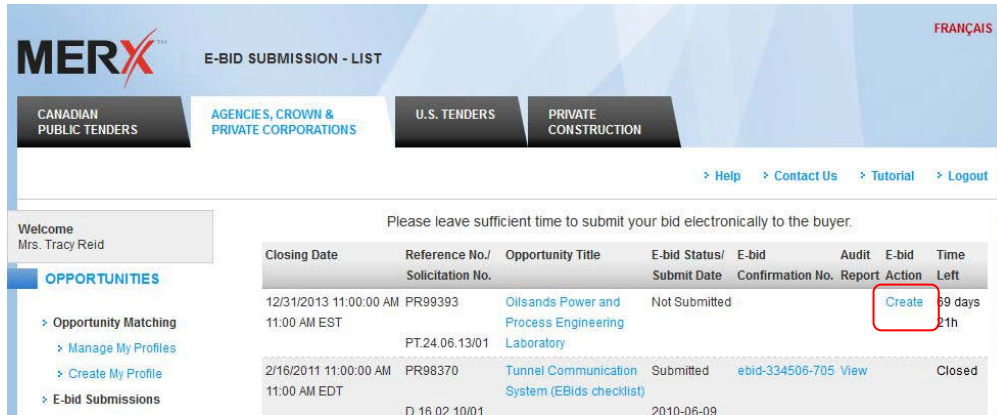 FRANÇAIS
MERX™
E-BID SUBMISSION - LIST
CANADIAN PUBLIC TENDERS
AGENCIES, CROWN & PRIVATE CORPORATIONS
U.S. TENDERS
PRIVATE CONSTRUCTION
Help Contact Us Tutorial Logout
Welcome
Mrs. Tracy Reid
OPPORTUNITIES
Opportunity Matching
Manage My Profiles
Create My Profile
E-bid Submissions
Please leave sufficient time to submit your bid electronically to the buyer.
Closing Date Reference No./ Opportunity Title E-bid Status/ E-bid Audit E-bid Time
Solicitation No. Submit Date Confirmation No. Report Action Left
12/31/2013 11:00:00 AM PR99393 Oilsands Power and Not Submitted Create 69 days
11:00 AM EST Process Engineering 21h
PT.24.06.13/01 Laboratory
2/16/2011 11:00:00 AM PR98370 Tunnel Communication Submitted ebid-334506-705 View Closed
11:00 AM EDT System (EBids checklist)
D.16.02.10/01 2010-06-09